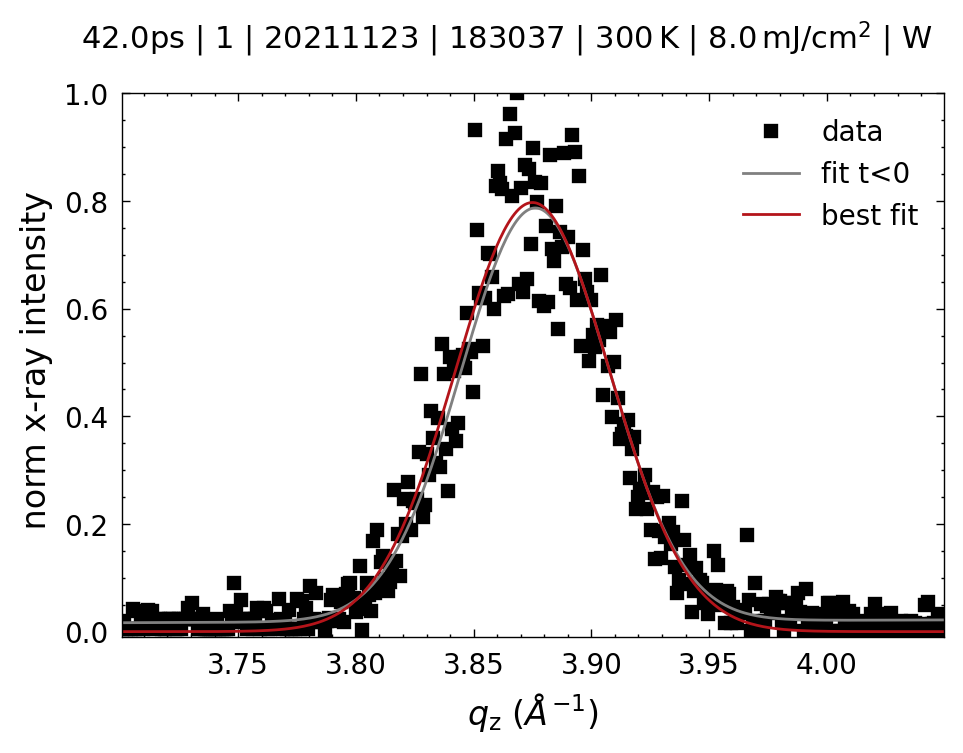 42.0ps | 1 | 20211123 | 183037 | 300 K | 8.0 mJ/cm² | W
1.0
0.8
0.6
0.4
0.2
0.0
norm x-ray intensity
data
fit t<0
best fit
3.75
3.80
3.85
3.90
3.95
4.00
q_z (Å⁻¹)